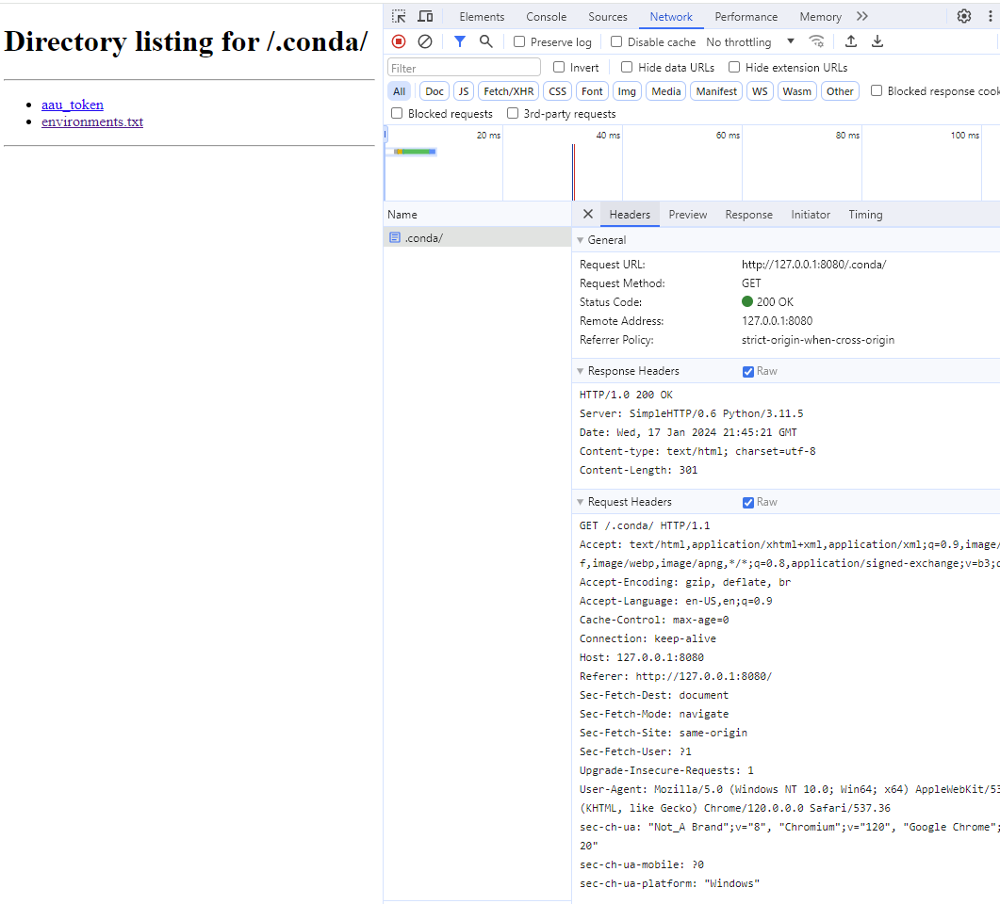 Directory listing for /.conda/
aau_token
environments.txt
Elements Console Sources Network Performance Memory
Preserve log Disable cache No throttling
Filter Invert Hide data URLs Hide extension URLs
All Doc JS Fetch/XHR CSS Font Img Media Manifest WS Wasm Other Blocked response cook
Blocked requests 3rd-party requests
20 ms 40 ms 60 ms 80 ms 100 ms
Name
.conda/
Headers Preview Response Initiator Timing
General
Request URL: http://127.0.0.1:8080/.conda/
Request Method: GET
Status Code: 200 OK
Remote Address: 127.0.0.1:8080
Referrer Policy: strict-origin-when-cross-origin
Response Headers Raw
HTTP/1.0 200 OK
Server: SimpleHTTP/0.6 Python/3.11.5
Date: Wed, 17 Jan 2024 21:45:21 GMT
Content-type: text/html; charset=utf-8
Content-Length: 301
Request Headers Raw
GET /.conda/ HTTP/1.1
Accept: text/html,application/xhtml+xml,application/xml;q=0.9,image/
f,image/webp,image/apng,*/*;q=0.8,application/signed-exchange;v=b3;
Accept-Encoding: gzip, deflate, br
Accept-Language: en-US,en;q=0.9
Cache-Control: max-age=0
Connection: keep-alive
Host: 127.0.0.1:8080
Referer: http://127.0.0.1:8080/
Sec-Fetch-Dest: document
Sec-Fetch-Mode: navigate
Sec-Fetch-Site: same-origin
Sec-Fetch-User: ?1
Upgrade-Insecure-Requests: 1
User-Agent: Mozilla/5.0 (Windows NT 10.0; Win64; x64) AppleWebKit/53
(KHTML, like Gecko) Chrome/120.0.0.0 Safari/537.36
sec-ch-ua: "Not_A Brand";v="8", "Chromium";v="120", "Google Chrome";
20"
sec-ch-ua-mobile: ?0
sec-ch-ua-platform: "Windows"